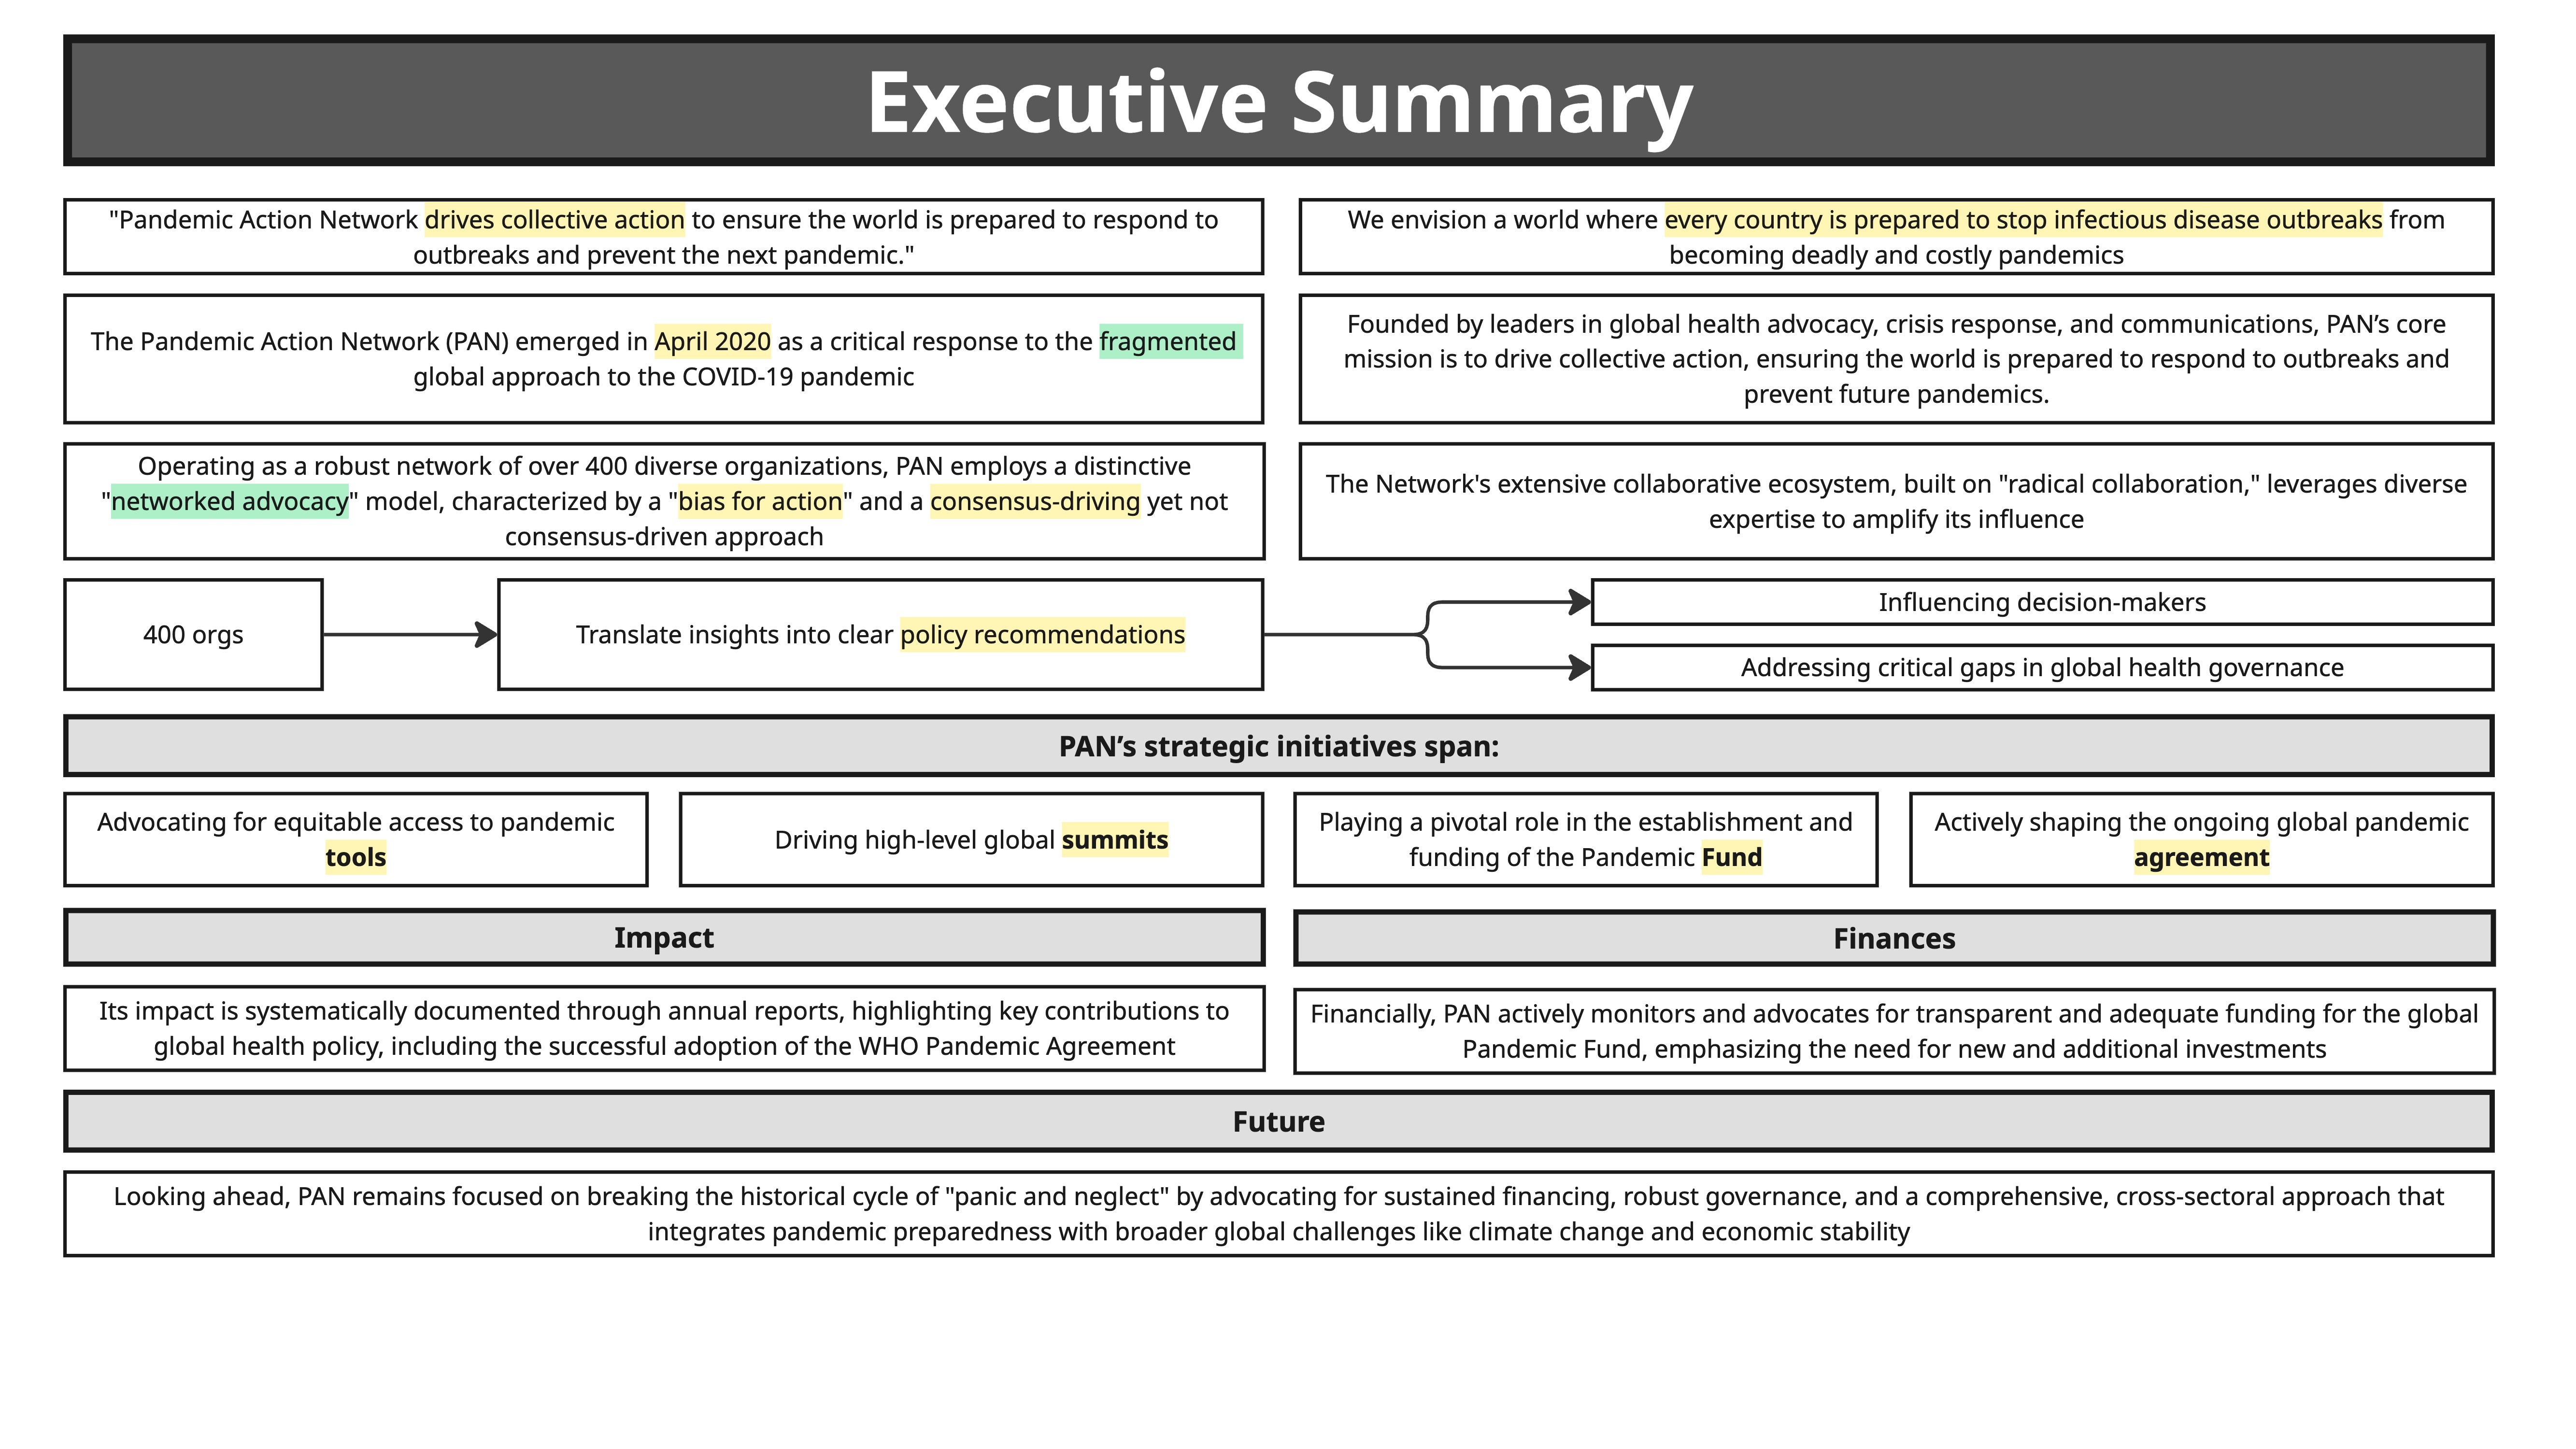 Executive Summary
"Pandemic Action Network drives collective action to ensure the world is prepared to respond to
outbreaks and prevent the next pandemic."
We envision a world where every country is prepared to stop infectious disease outbreaks from
becoming deadly and costly pandemics
The Pandemic Action Network (PAN) emerged in April 2020 as a critical response to the fragmented
global approach to the COVID-19 pandemic
Founded by leaders in global health advocacy, crisis response, and communications, PAN’s core
mission is to drive collective action, ensuring the world is prepared to respond to outbreaks and
prevent future pandemics.
Operating as a robust network of over 400 diverse organizations, PAN employs a distinctive
"networked advocacy" model, characterized by a "bias for action" and a consensus-driving yet not
consensus-driven approach
The Network's extensive collaborative ecosystem, built on "radical collaboration," leverages diverse
expertise to amplify its influence
400 orgs
Translate insights into clear policy recommendations
Influencing decision-makers
Addressing critical gaps in global health governance
PAN’s strategic initiatives span:
Advocating for equitable access to pandemic
tools
Driving high-level global summits
Playing a pivotal role in the establishment and
funding of the Pandemic Fund
Actively shaping the ongoing global pandemic
agreement
Impact
Finances
Its impact is systematically documented through annual reports, highlighting key contributions to
global health policy, including the successful adoption of the WHO Pandemic Agreement
Financially, PAN actively monitors and advocates for transparent and adequate funding for the global
Pandemic Fund, emphasizing the need for new and additional investments
Future
Looking ahead, PAN remains focused on breaking the historical cycle of "panic and neglect" by advocating for sustained financing, robust governance, and a comprehensive, cross-sectoral approach that
integrates pandemic preparedness with broader global challenges like climate change and economic stability